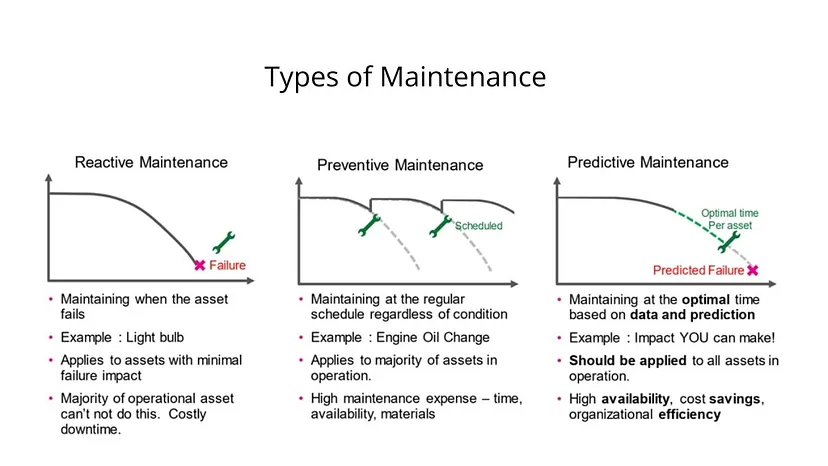 Types of Maintenance
Reactive Maintenance
Failure
• Maintaining when the asset
fails
• Example : Light bulb
• Applies to assets with minimal
failure impact
• Majority of operational asset
can't not do this. Costly
downtime.
Preventive Maintenance
Scheduled
• Maintaining at the regular
schedule regardless of condition
• Example : Engine Oil Change
• Applies to majority of assets in
operation.
• High maintenance expense – time,
availability, materials
Predictive Maintenance
Optimal time
Per asset
Predicted Failure
• Maintaining at the optimal time
based on data and prediction
• Example : Impact YOU can make!
• Should be applied to all assets in
operation.
• High availability, cost savings,
organizational efficiency